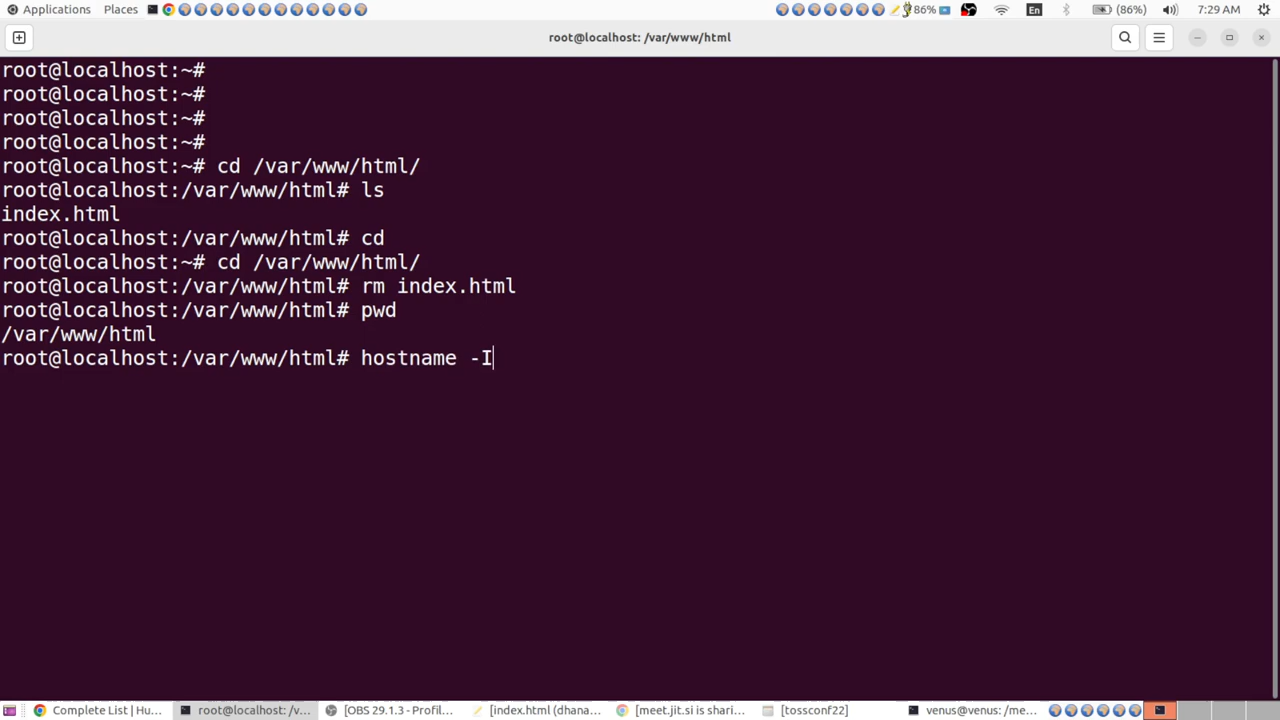 Applications Places 86% En (86%) 7:29 AM
root@localhost: /var/www/html
root@localhost:~#
root@localhost:~#
root@localhost:~#
root@localhost:~#
root@localhost:~# cd /var/www/html/
root@localhost:/var/www/html# ls
index.html
root@localhost:/var/www/html# cd
root@localhost:~# cd /var/www/html/
root@localhost:/var/www/html# rm index.html
root@localhost:/var/www/html# pwd
/var/www/html
root@localhost:/var/www/html# hostname -I
Complete List | Hu... root@localhost: /v... [OBS 29.1.3 - Profil... [index.html (dhana... [meet.jit.si is shari... [tossconf22] venus@venus: /me...